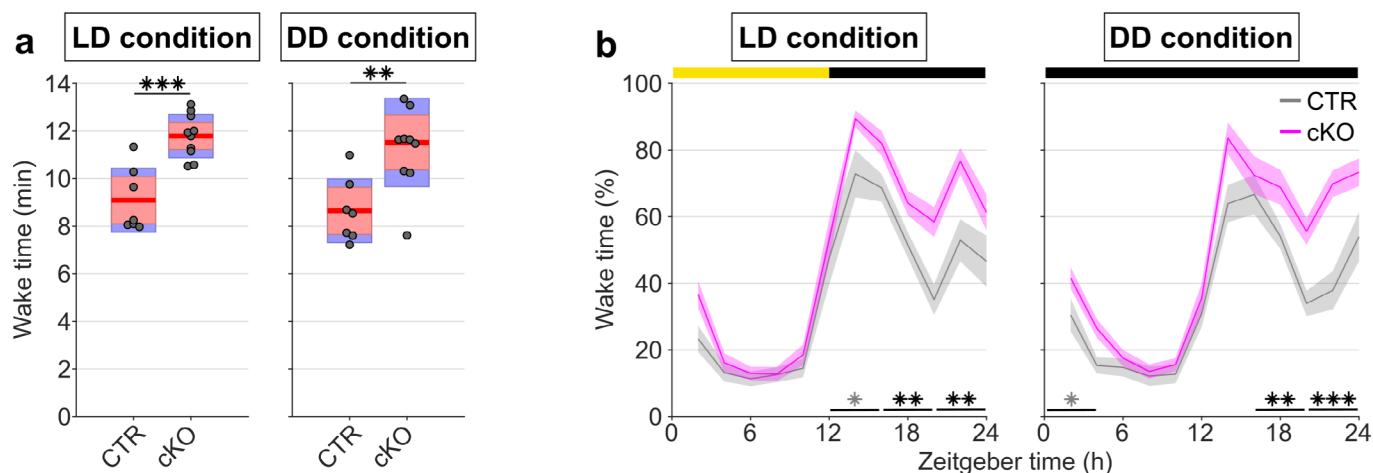 a
LD condition
DD condition
***
**
14
12
10
8
6
4
2
0
Wake time (min)
CTR
cKO
CTR
cKO
b
LD condition
DD condition
CTR
cKO
100
80
60
40
20
0
Wake time (%)
*
**
**
*
**
***
0
6
12
18
24
0
6
12
18
24
Zeitgeber time (h)